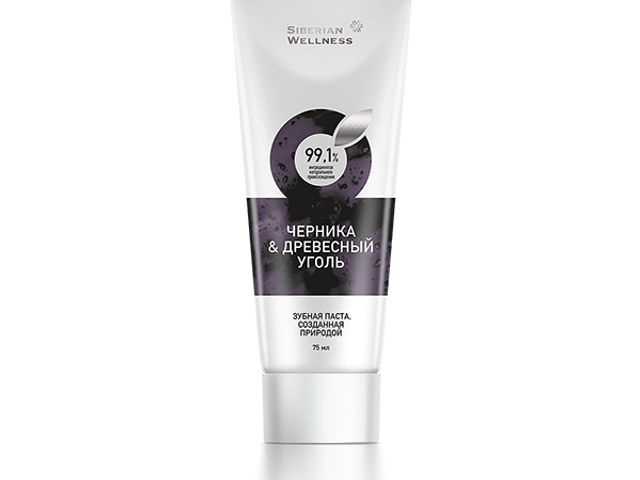 SIBERIAN
WELLNESS
99,1%
ингредиентов
натурального
происхождения
ЧЕРНИКА
& ДРЕВЕСНЫЙ
УГОЛЬ
ЗУБНАЯ ПАСТА,
СОЗДАННАЯ
ПРИРОДОЙ
75 мл